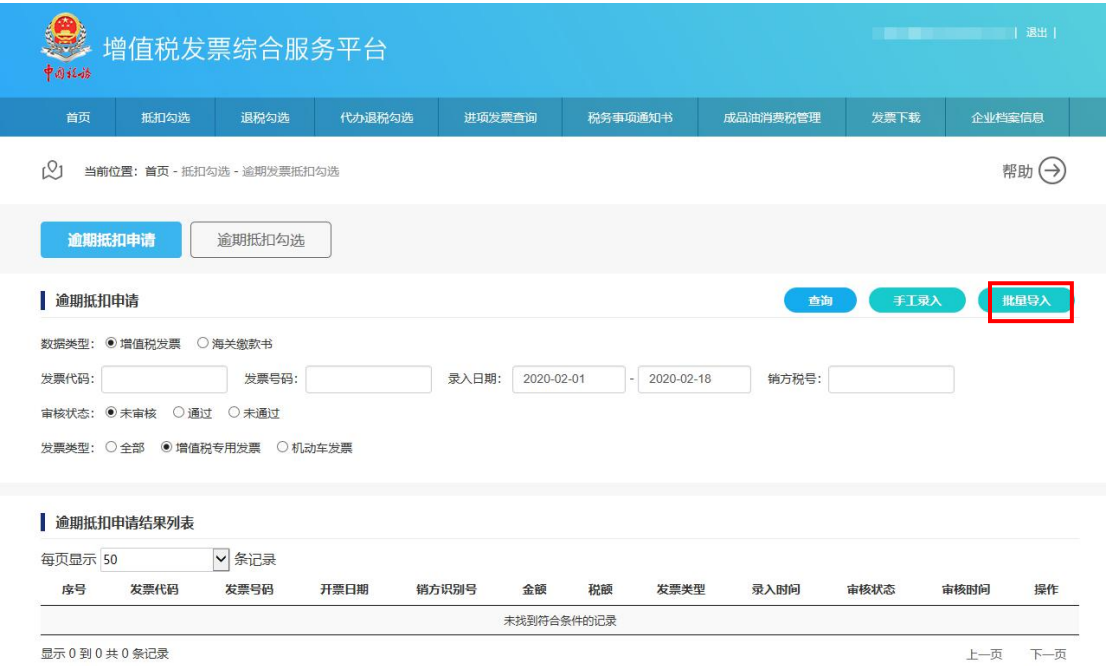 增值税发票综合服务平台
中国税务
| 退出 |
首页 抵扣勾选 退税勾选 代办退税勾选 进项发票查询 税务事项通知书 成品油消费税管理 发票下载 企业档案信息
当前位置：首页 - 抵扣勾选 - 逾期发票抵扣勾选
帮助
逾期抵扣申请 逾期抵扣勾选
逾期抵扣申请 查询 手工录入 批量导入
数据类型： 增值税发票 海关缴款书
发票代码： 发票号码： 录入日期： 2020-02-01 - 2020-02-18 销方税号：
审核状态： 未审核 通过 未通过
发票类型： 全部 增值税专用发票 机动车发票
逾期抵扣申请结果列表
每页显示 50 条记录
序号 发票代码 发票号码 开票日期 销方识别号 金额 税额 发票类型 录入时间 审核状态 审核时间 操作
未找到符合条件的记录
显示 0 到 0 共 0 条记录 上一页 下一页